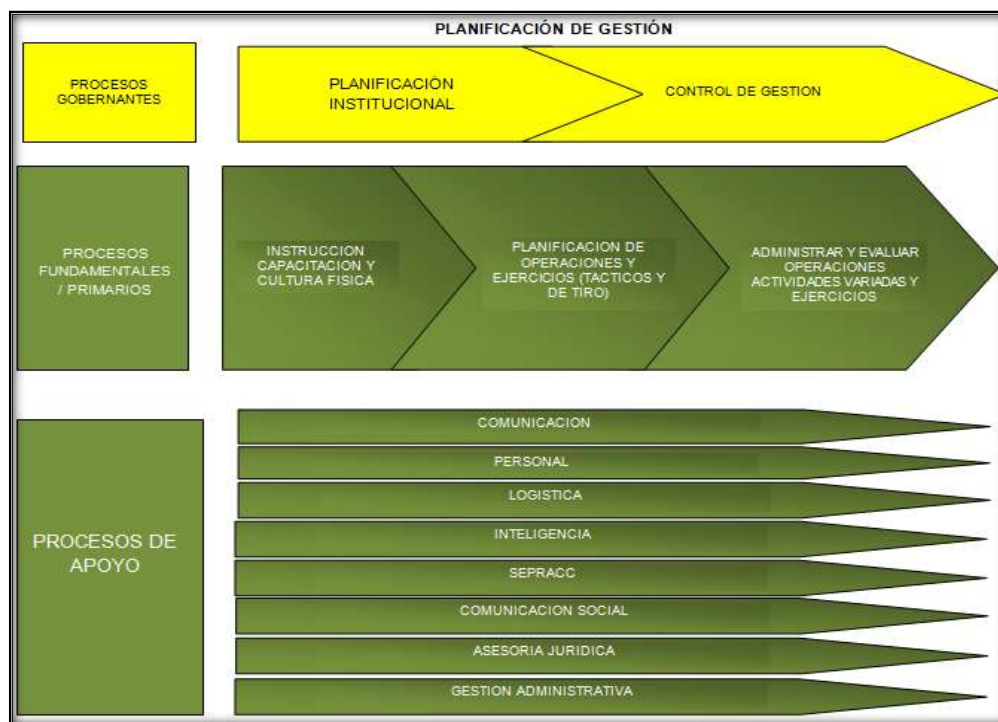 PLANIFICACIÓN DE GESTIÓN
PROCESOS
GOBERNANTES
PLANIFICACIÓN
INSTITUCIONAL
CONTROL DE GESTION
PROCESOS
FUNDAMENTALES
/ PRIMARIOS
INSTRUCCION
CAPACITACION Y
CULTURA FISICA
PLANIFICACION DE
OPERACIONES Y
EJERCICIOS (TACTICOS Y
DE TIRO)
ADMINISTRAR Y EVALUAR
OPERACIONES
ACTIVIDADES VARIADAS Y
EJERCICIOS
PROCESOS DE
APOYO
COMUNICACION
PERSONAL
LOGISTICA
INTELIGENCIA
SEPRACC
COMUNICACION SOCIAL
ASESORIA JURIDICA
GESTION ADMINISTRATIVA